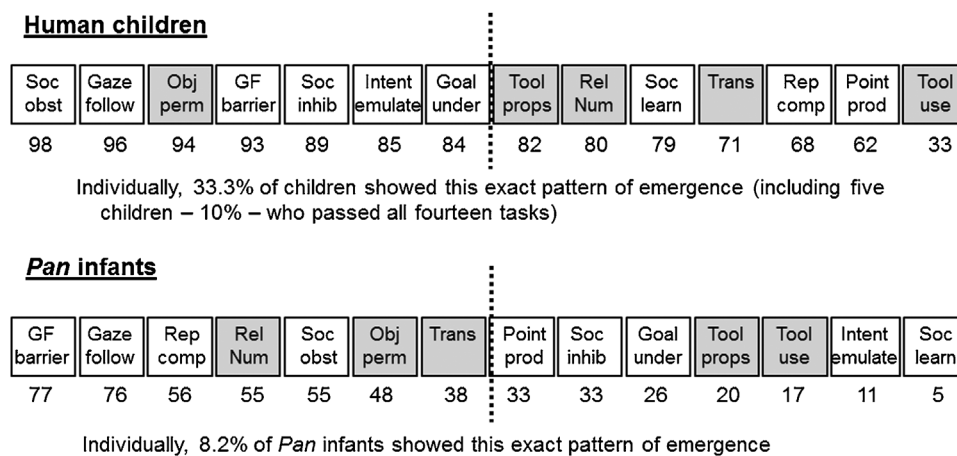 Human children
Soc Gaze Obj GF Soc Intent Goal Tool Rel Soc Trans Rep Point Tool
obst follow perm barrier inhib emulate under props Num learn comp prod use
98 96 94 93 89 85 84 82 80 79 71 68 62 33
Individually, 33.3% of children showed this exact pattern of emergence (including five
children – 10% – who passed all fourteen tasks)
Pan infants
GF Gaze Rep Rel Soc Obj Trans Point Soc Goal Tool Tool Intent Soc
barrier follow comp Num obst perm prod inhib under props use emulate learn
77 76 56 55 55 48 38 33 33 26 20 17 11 5
Individually, 8.2% of Pan infants showed this exact pattern of emergence